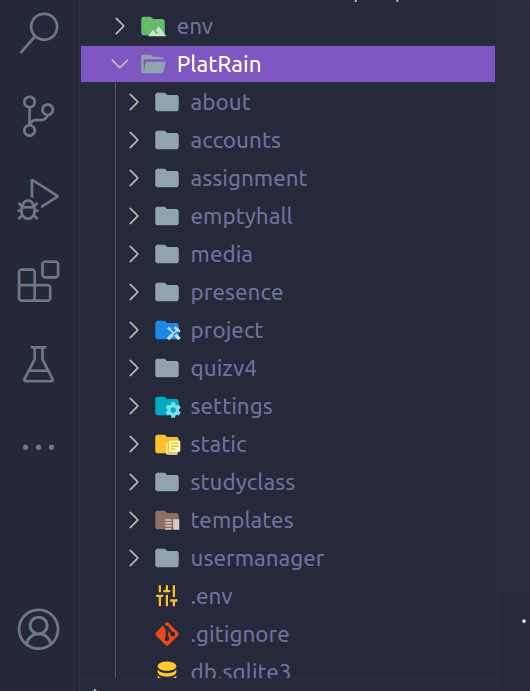 env
PlatRain
about
accounts
assignment
emptyhall
media
presence
project
quizv4
settings
static
studyclass
templates
usermanager
.env
.gitignore
db.sqlite3